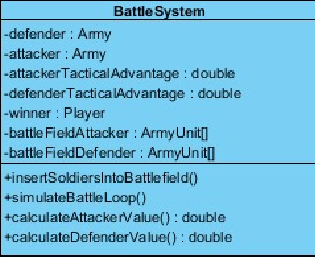 BattleSystem
-defender : Army
-attacker : Army
-attackerTacticalAdvantage : double
-defenderTacticalAdvantage : double
-winner : Player
-battleFieldAttacker : ArmyUnit[]
-battleFieldDefender : ArmyUnit[]
+insertSoldiersIntoBattlefield()
+simulateBattleLoop()
+calculateAttackerValue() : double
+calculateDefenderValue() : double